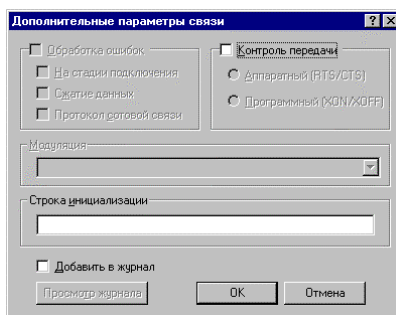 Дополнительные параметры связи
Обработка ошибок
На стадии подключения
Сжатие данных
Протокол сотовой связи
Контроль передачи
Аппаратный (RTS/CTS)
Программный (XON/XOFF)
Модуляция
Строка инициализации
Добавить в журнал
Просмотр журнала
OK
Отмена